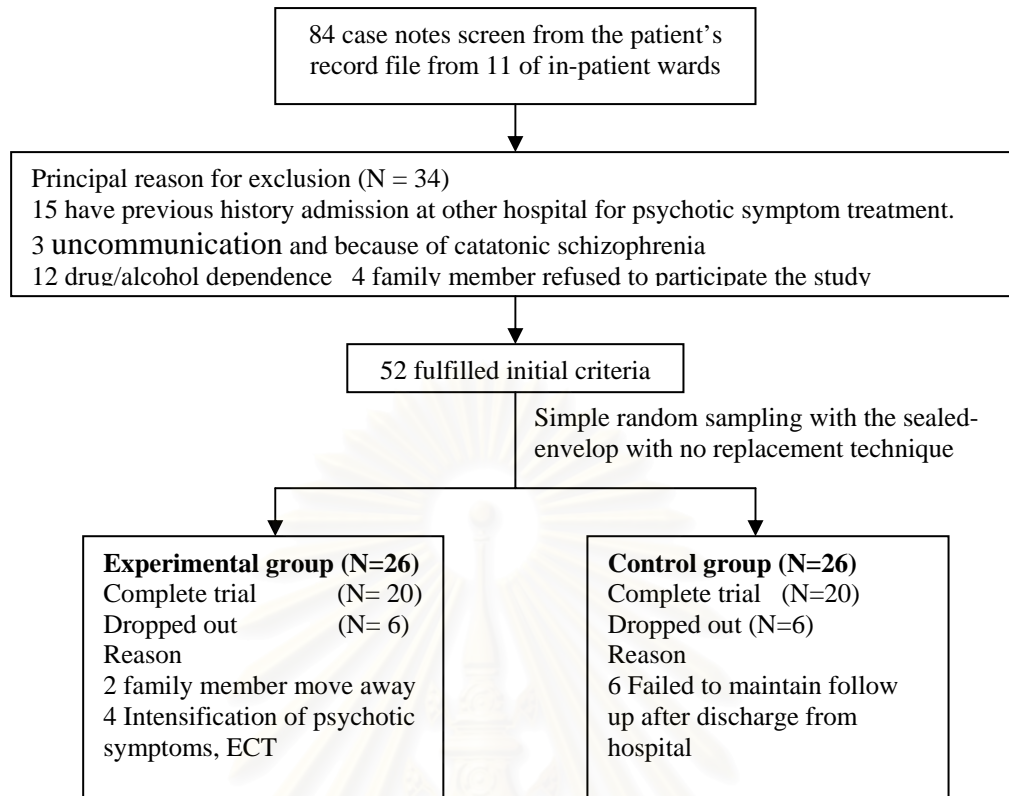 84 case notes screen from the patient's
record file from 11 of in-patient wards
Principal reason for exclusion (N = 34)
15 have previous history admission at other hospital for psychotic symptom treatment.
3 uncommunication and because of catatonic schizophrenia
12 drug/alcohol dependence   4 family member refused to participate the study
52 fulfilled initial criteria
Simple random sampling with the sealed-
envelop with no replacement technique
Experimental group (N=26)
Complete trial (N= 20)
Dropped out (N= 6)
Reason
2 family member move away
4 Intensification of psychotic
symptoms, ECT
Control group (N=26)
Complete trial (N=20)
Dropped out (N=6)
Reason
6 Failed to maintain follow
up after discharge from
hospital